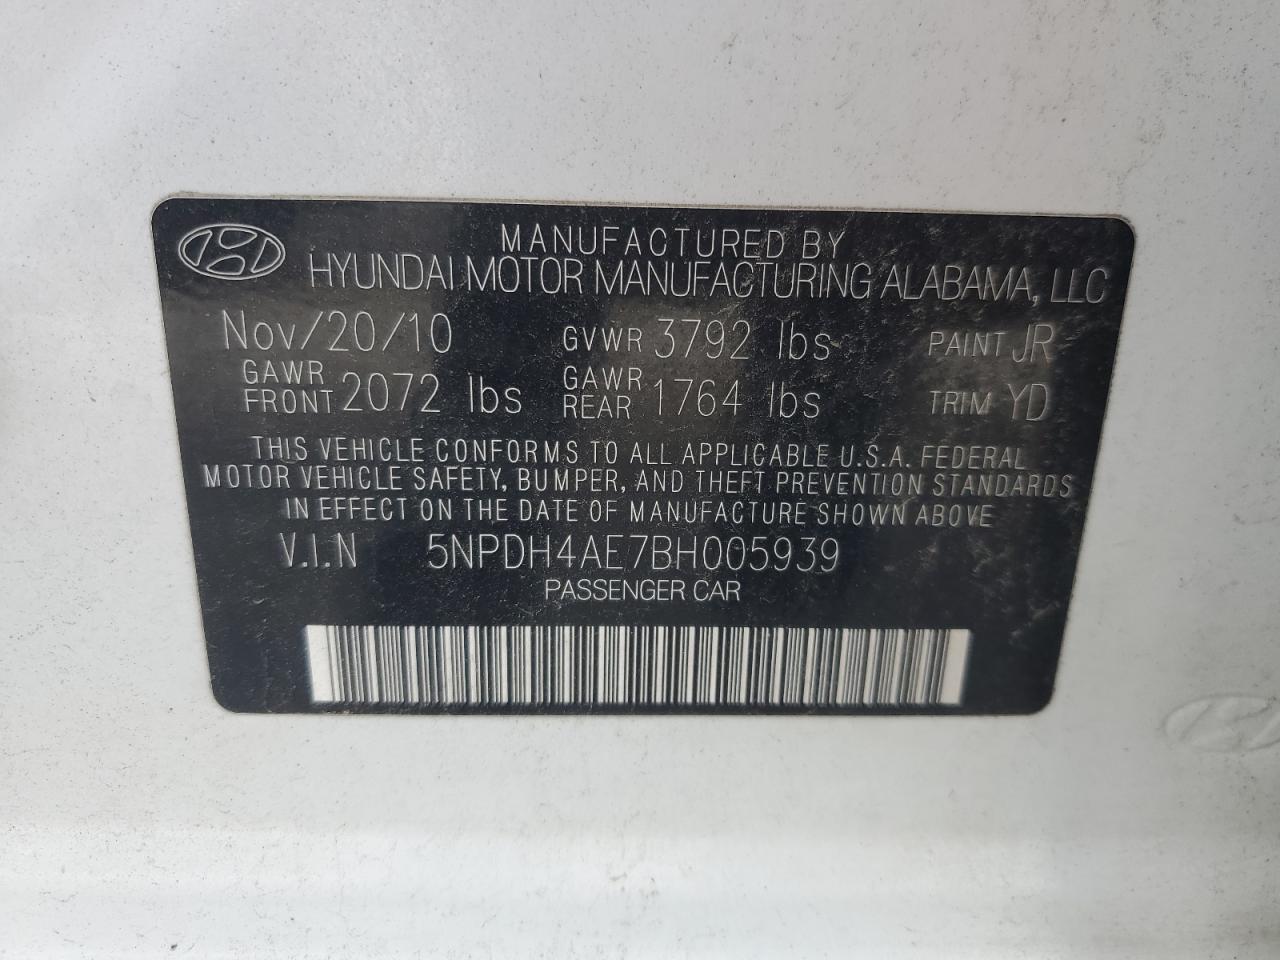 MANUFACTURED BY
HYUNDAI MOTOR MANUFACTURING ALABAMA, LLC
Nov/20/10 GVWR 3792 lbs PAINT JR
GAWR FRONT 2072 lbs GAWR REAR 1764 lbs TRIM YD
THIS VEHICLE CONFORMS TO ALL APPLICABLE U.S.A. FEDERAL
MOTOR VEHICLE SAFETY, BUMPER, AND THEFT PREVENTION STANDARDS
IN EFFECT ON THE DATE OF MANUFACTURE SHOWN ABOVE
V.I.N 5NPDH4AE7BH005939
PASSENGER CAR